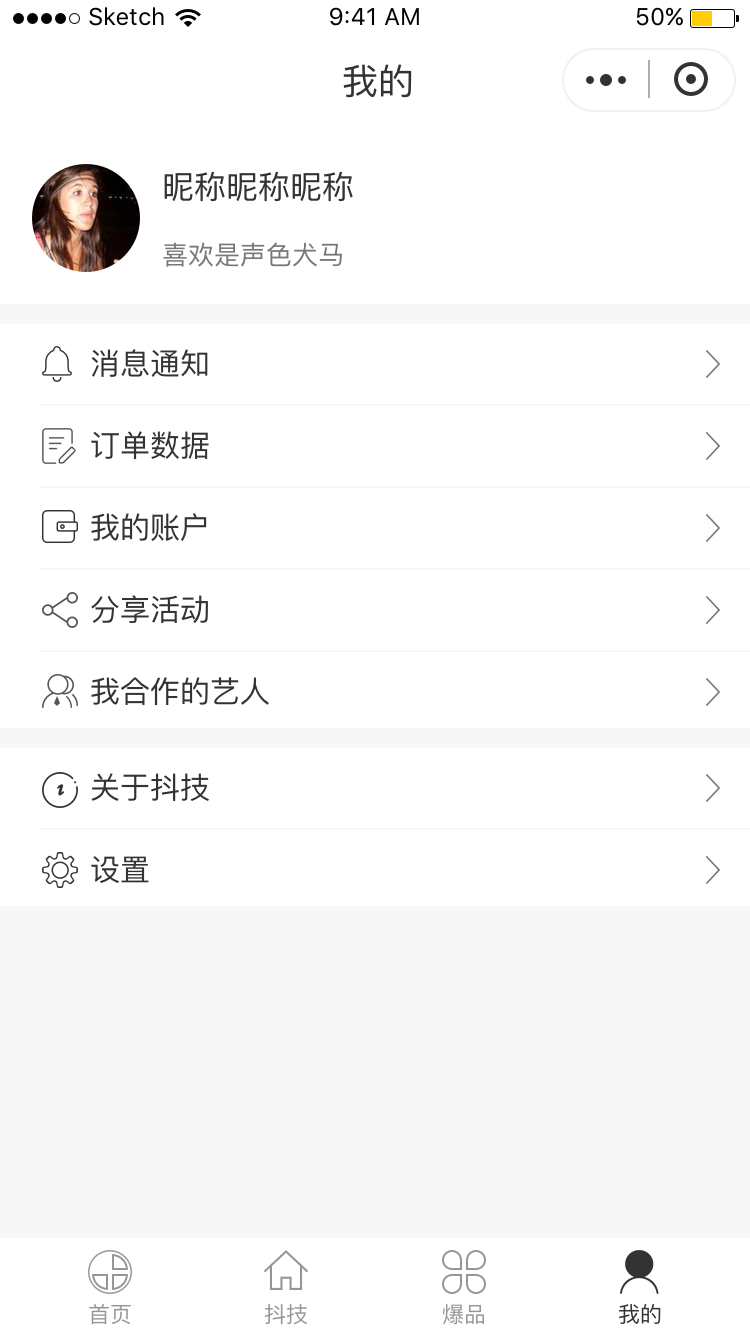 Sketch 9:41 AM 50%
我的
昵称昵称昵称
喜欢是声色犬马
消息通知
订单数据
我的账户
分享活动
我合作的艺人
关于抖技
设置
首页 抖技 爆品 我的